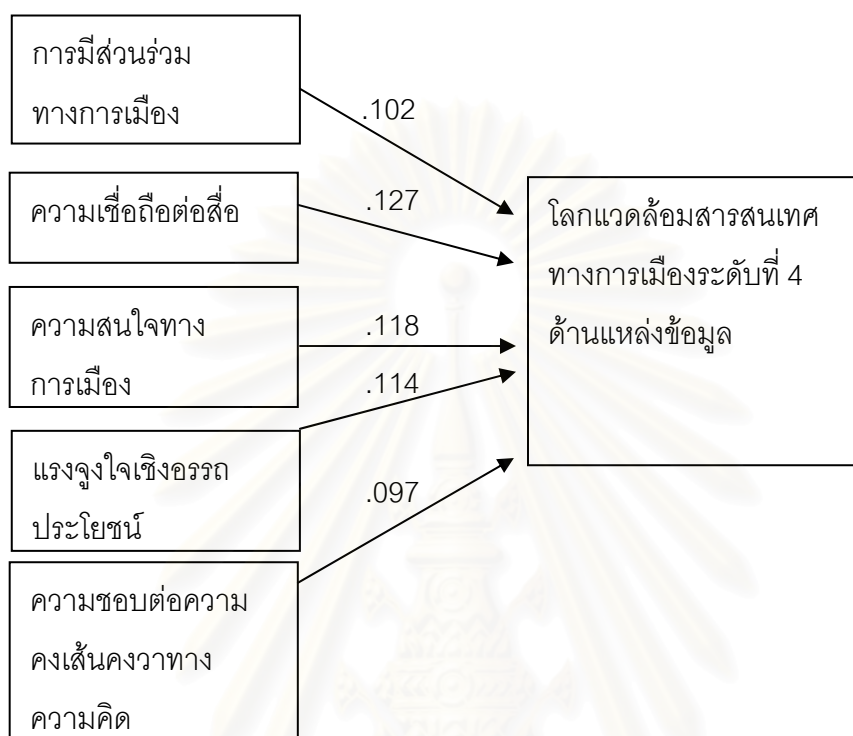 การมีส่วนร่วม
ทางการเมือง
.102
ความเชื่อถือต่อสื่อ
.127
โลกแวดล้อมสารสนเทศ
ทางการเมืองระดับที่ 4
ด้านแหล่งข้อมูล
ความสนใจทาง
การเมือง
.118
.114
แรงจูงใจเชิงอรรถ
ประโยชน์
.097
ความชอบต่อความ
คงเส้นคงวาทาง
ความคิด